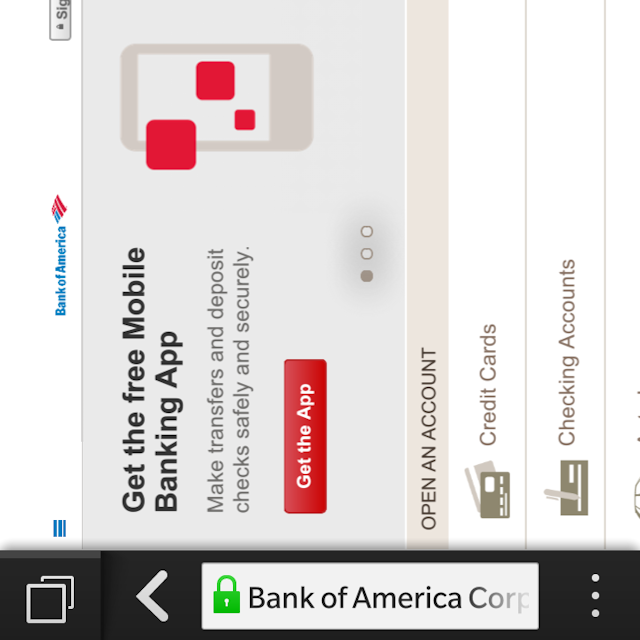 Sig
Bank of America
Get the free Mobile
Banking App
Make transfers and deposit
checks safely and securely.
Get the App
OPEN AN ACCOUNT
Credit Cards
Checking Accounts
Bank of America Corp